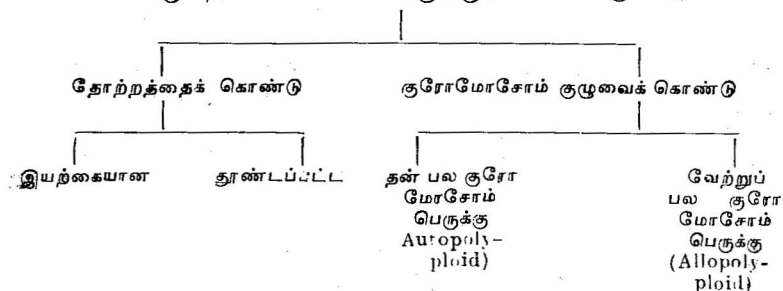 தோற்றத்தைக் கொண்டு குரோமோசோம் குழுவைக் கொண்டு
இயற்கையான தூண்டப்பட்ட தன் பல குரோ வேற்றுப்
மோசோம் பல குரோ
பெருக்கு மோசோம்
Autopoly- பெருக்கு
ploid) (Allopoly-
ploid)